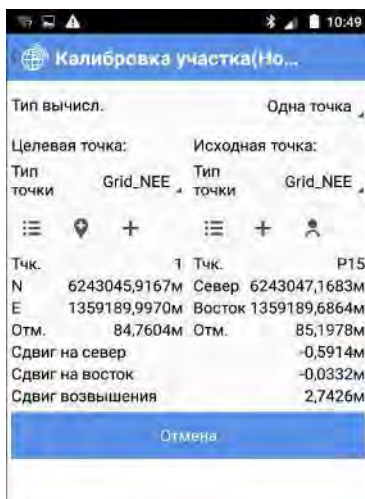 10:49
Калибровка участка(Но...
Тип вычисл. Одна точка
Целевая точка: Исходная точка:
Тип точки Grid_NEE Тип точки Grid_NEE
Тчк. 1 Тчк. P15
N 6243045,9167м Север 6243047,1683м
E 1359189,9970м Восток 1359189,6864м
Отм. 84,7604м Отм. 85,1978м
Сдвиг на север -0,5914м
Сдвиг на восток -0,0332м
Сдвиг возвышения 2,7426м
Отмена